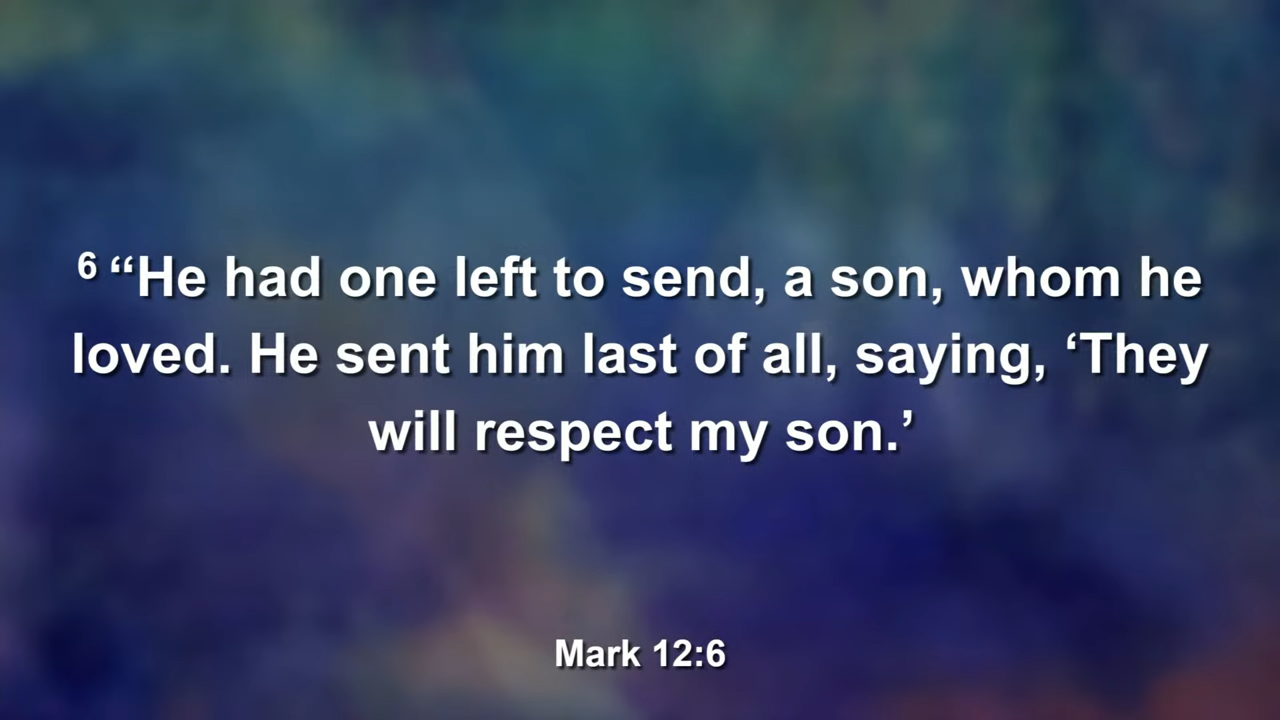 6 “He had one left to send, a son, whom he
loved. He sent him last of all, saying, ‘They
will respect my son.’
Mark 12:6